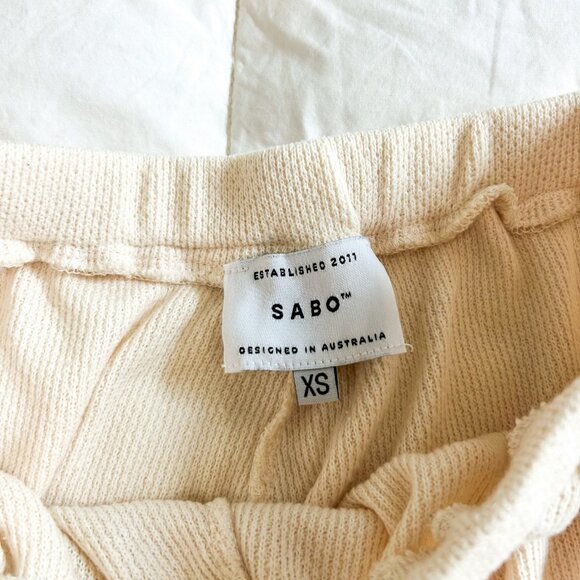 ESTABLISHED 2011
SABO™
DESIGNED IN AUSTRALIA
XS